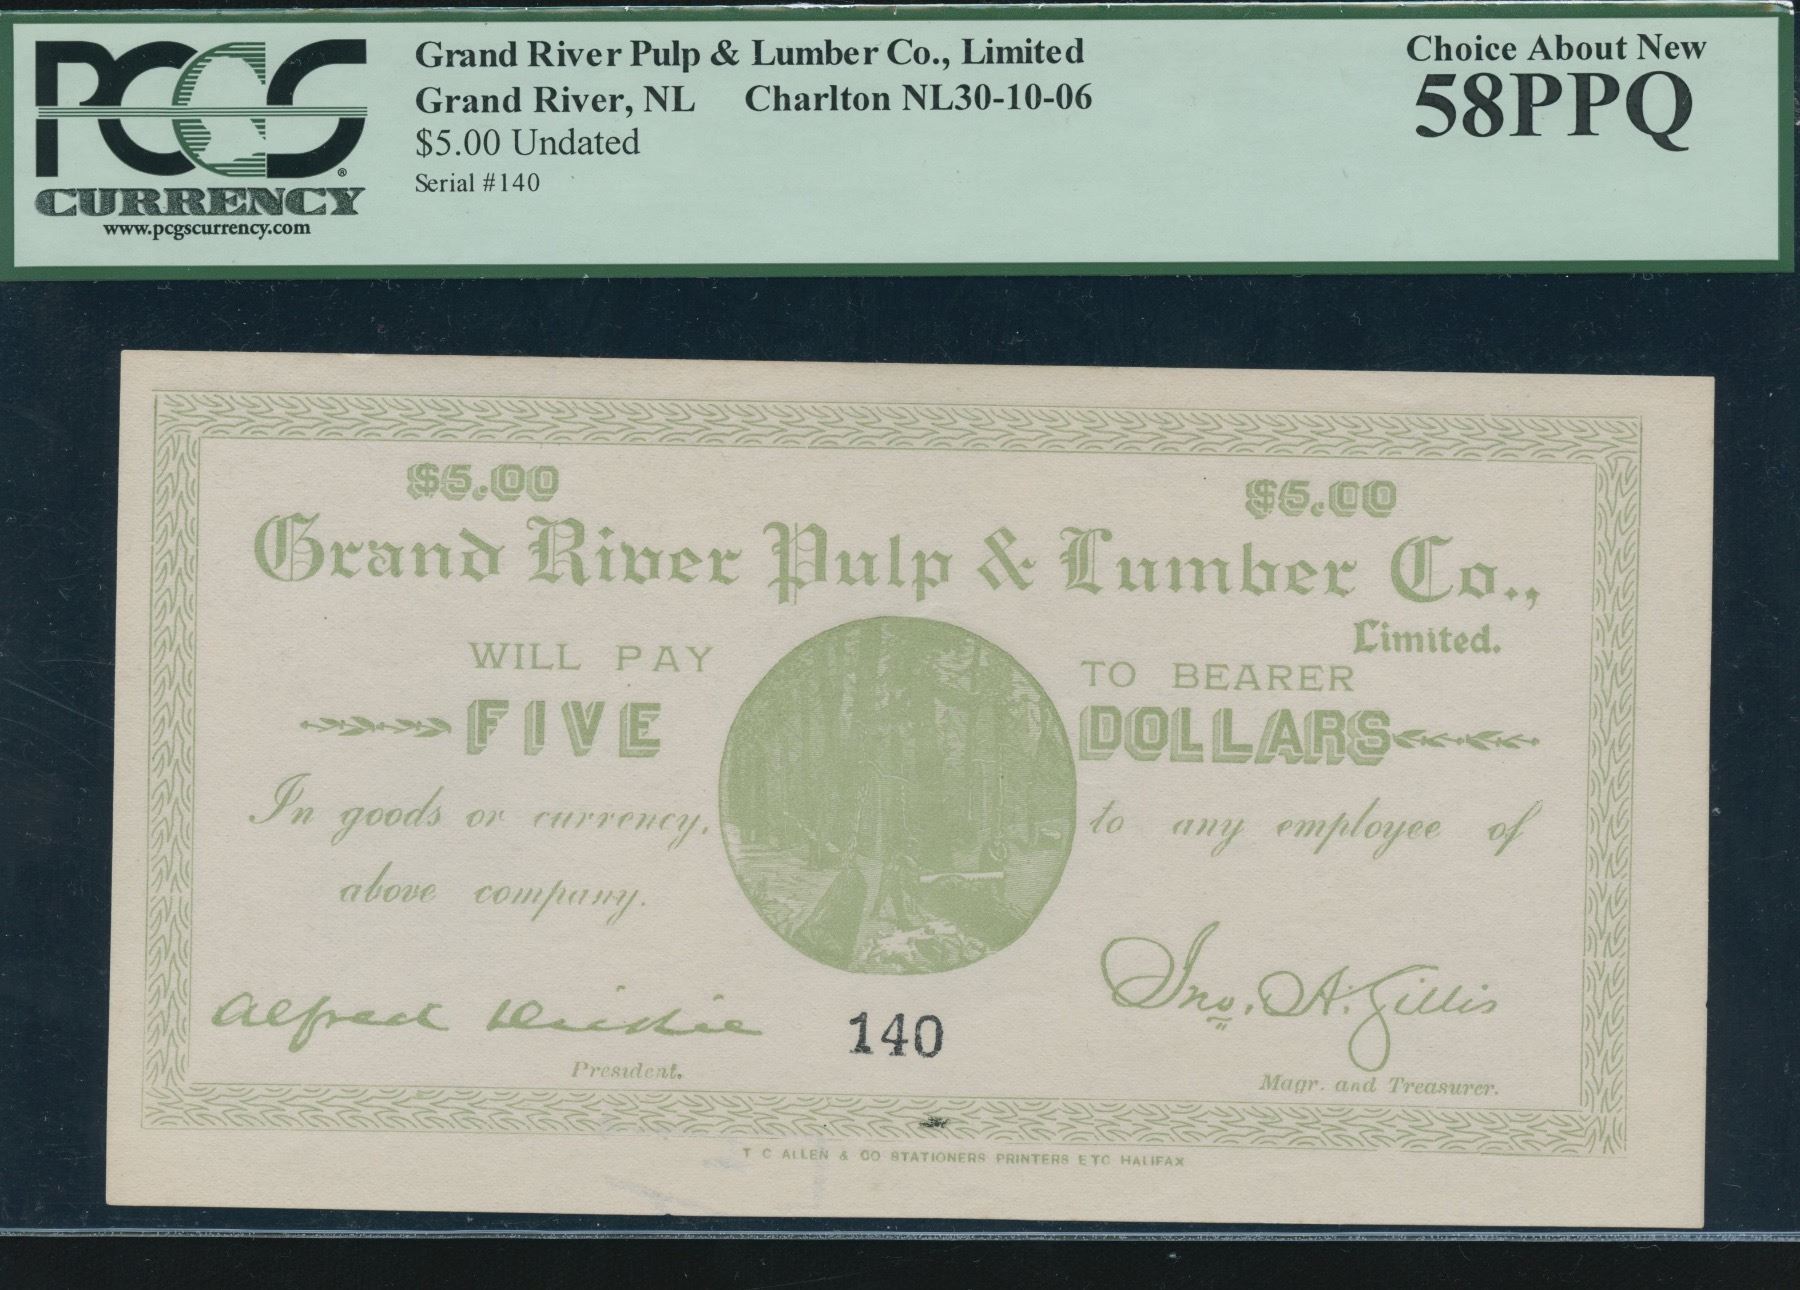 PCGS
CURRENCY
www.pcgscurrency.com
Grand River Pulp & Lumber Co., Limited
Grand River, NL Charlton NL30-10-06
$5.00 Undated
Serial #140
Choice About New
58PPQ
$5.00 $5.00
Grand River Pulp & Lumber Co.,
Limited.
WILL PAY TO BEARER
FIVE DOLLARS
In goods or currency, to any employee of
above company.
Alfred Dickie Jno. A. Gillis
140
President. Magr. and Treasurer.
T C ALLEN & CO STATIONERS PRINTERS ETC HALIFAX